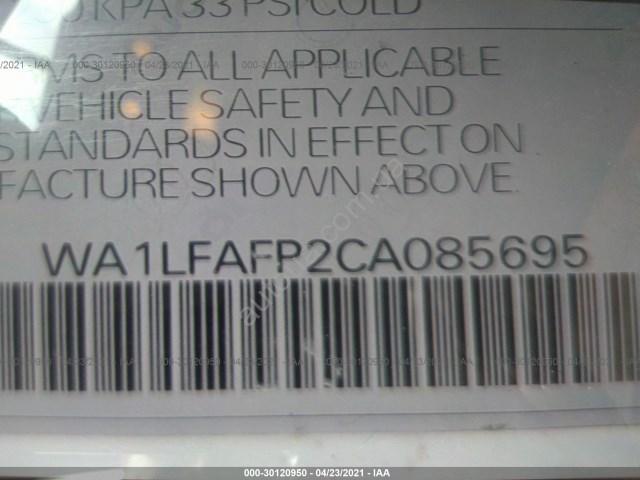 KPA 33 PSI COLD
MS TO ALL APPLICABLE
VEHICLE SAFETY AND
STANDARDS IN EFFECT ON
FACTURE SHOWN ABOVE.
WA1LFAFP2CA085695
000-30120950 - 04/23/2021 - IAA